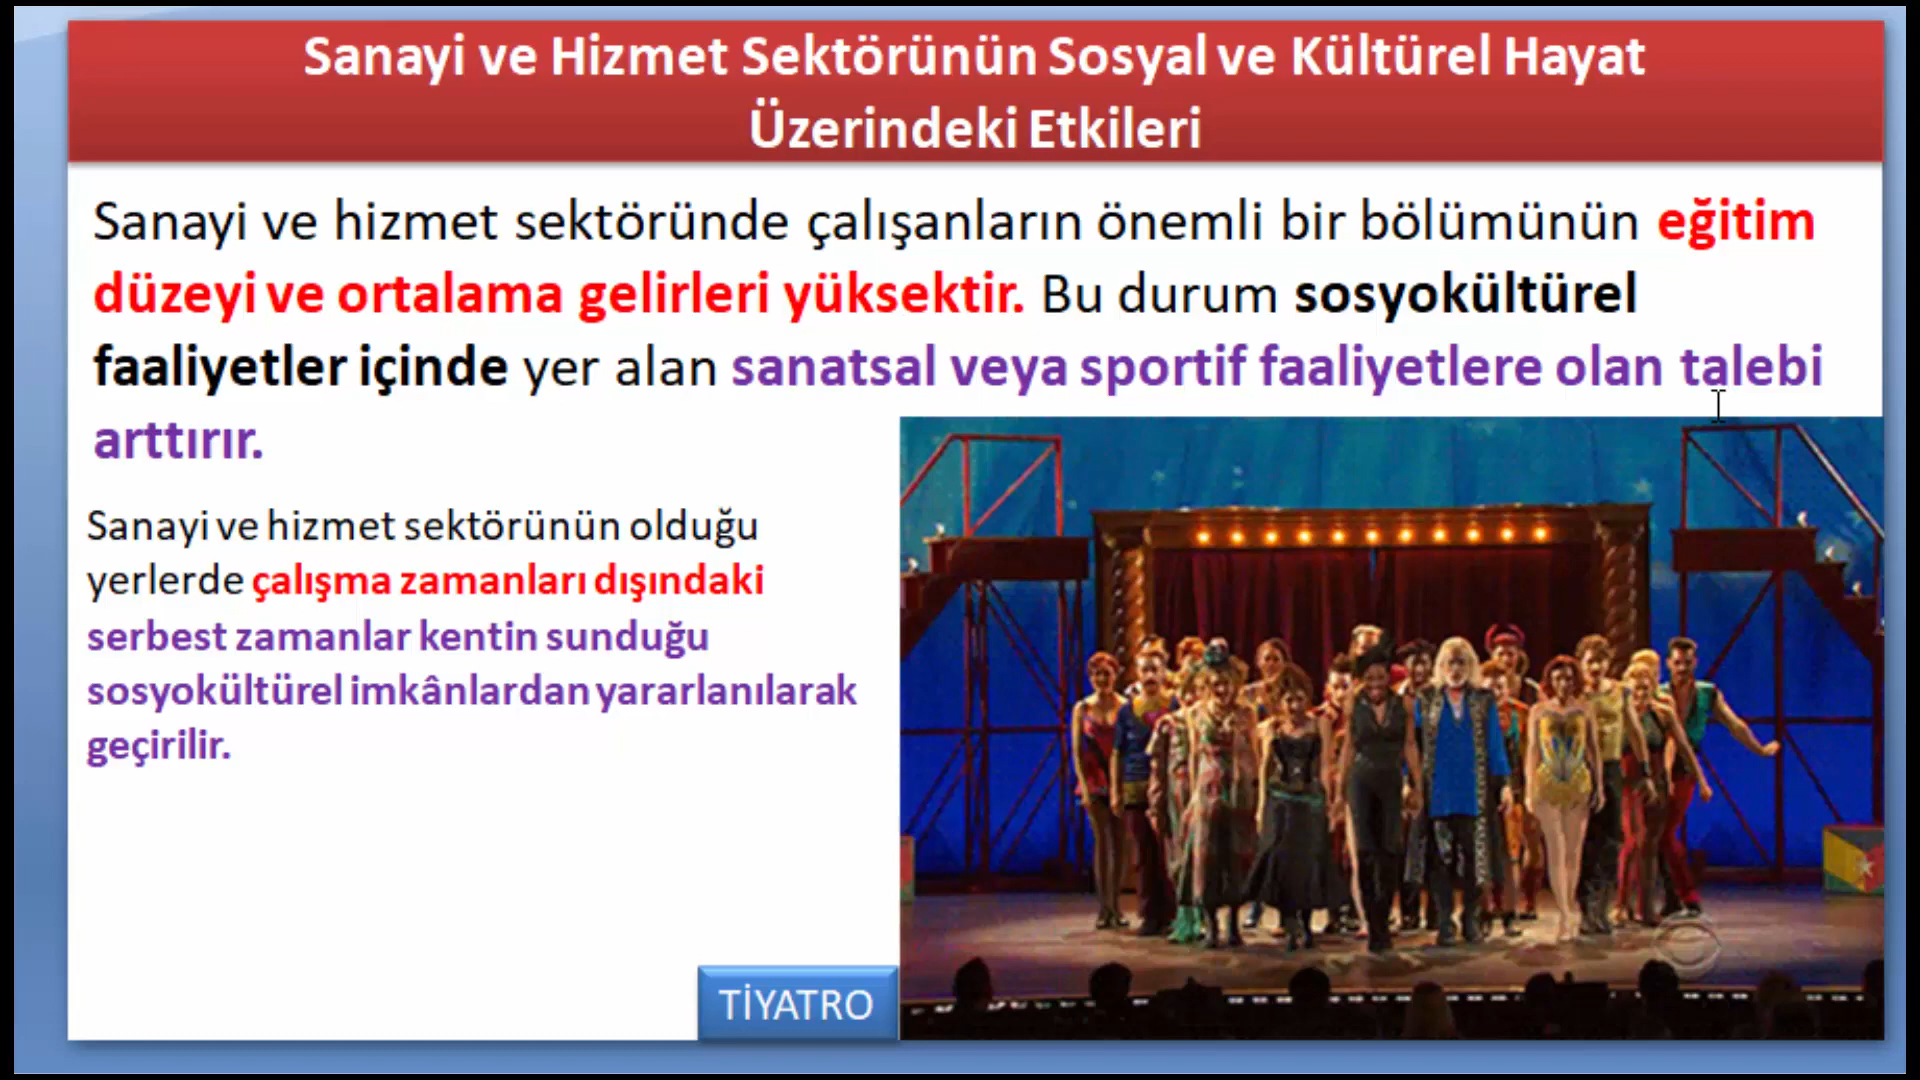 Sanayi ve Hizmet Sektörünün Sosyal ve Kültürel Hayat
Üzerindeki Etkileri
Sanayi ve hizmet sektöründe çalışanların önemli bir bölümünün eğitim
düzeyi ve ortalama gelirleri yüksektir. Bu durum sosyokültürel
faaliyetler içinde yer alan sanatsal veya sportif faaliyetlere olan talebi
arttırır.
Sanayi ve hizmet sektörünün olduğu
yerlerde çalışma zamanları dışındaki
serbest zamanlar kentin sunduğu
sosyokültürel imkânlardan yararlanılarak
geçirilir.
TİYATRO